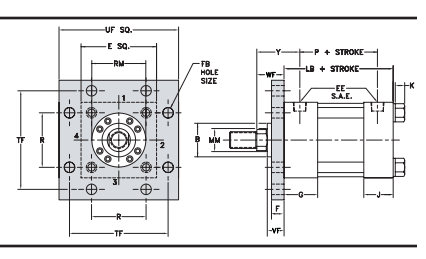 UF SQ.
E SQ.
RM
FB
HOLE
SIZE
Y
P + STROKE
WF
LB + STROKE
K
EE
S.A.E.
1
TF
R
4
2
B
MM
3
G
J
F
R
VF
TF